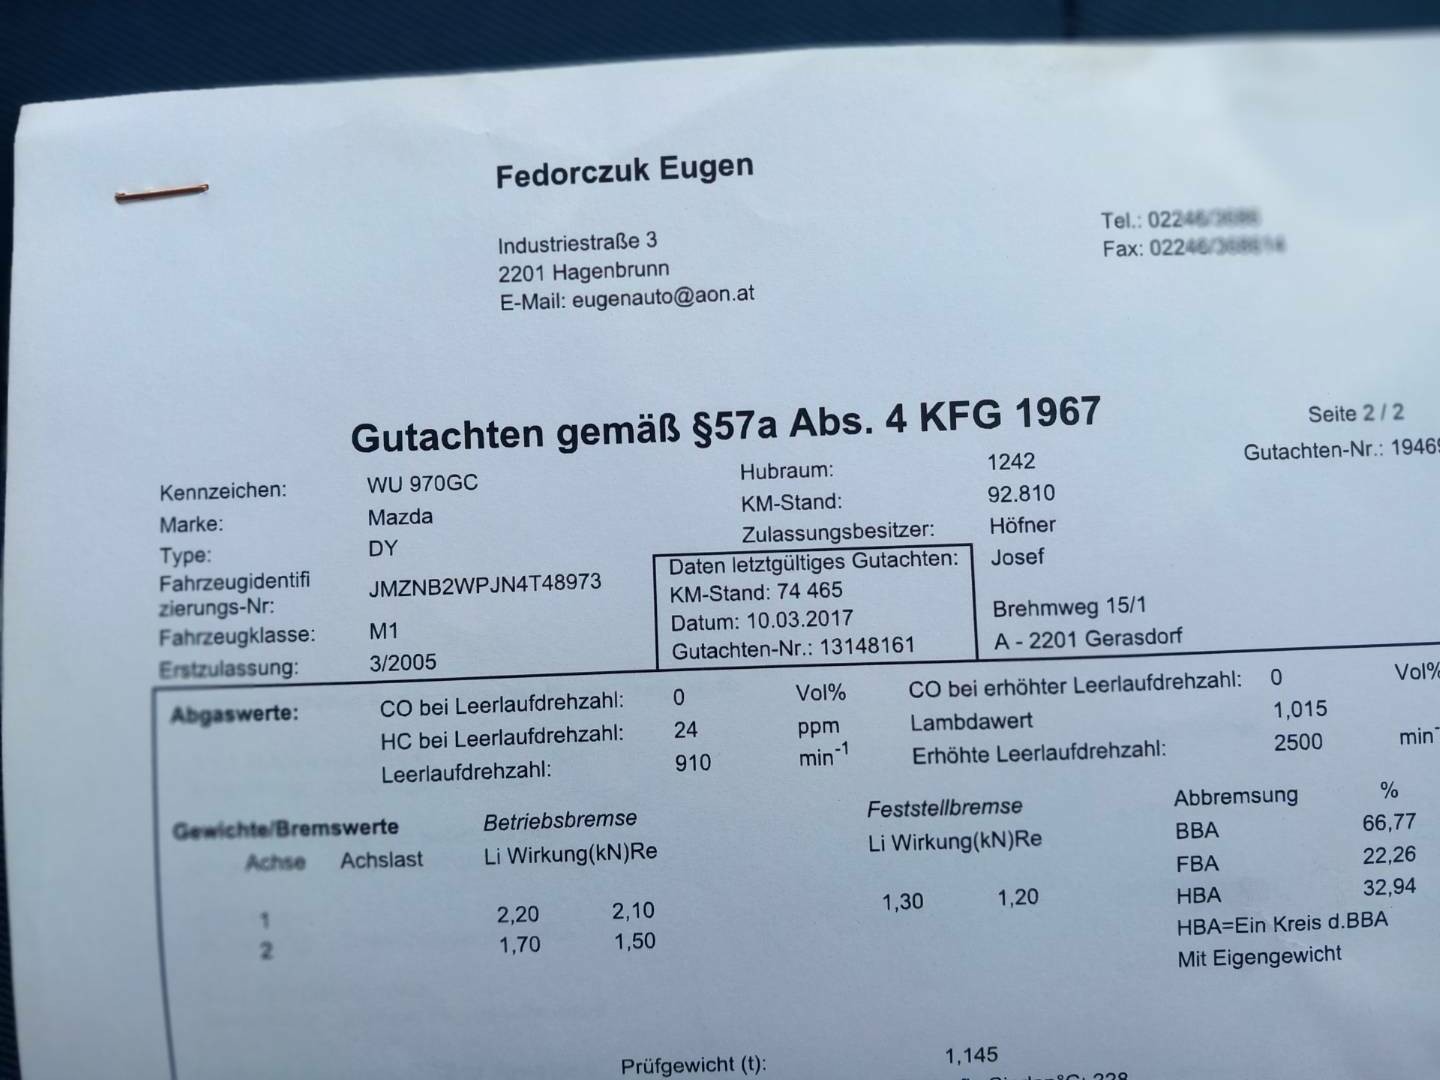 Fedorczuk Eugen
Industriestraße 3
2201 Hagenbrunn
E-Mail: eugenauto@aon.at
Tel.: 02246
Fax: 02246
Gutachten gemäß §57a Abs. 4 KFG 1967
Seite 2 / 2
Gutachten-Nr.: 1946
Kennzeichen: WU 970GC
Marke: Mazda
Type: DY
Fahrzeugidentifi
zierungs-Nr: JMZNB2WPJN4T48973
Fahrzeugklasse: M1
Erstzulassung: 3/2005
Hubraum: 1242
KM-Stand: 92.810
Zulassungsbesitzer: Höfner
Josef
Brehmweg 15/1
A - 2201 Gerasdorf
Daten letztgültiges Gutachten:
KM-Stand: 74 465
Datum: 10.03.2017
Gutachten-Nr.: 13148161
Abgaswerte:
CO bei Leerlaufdrehzahl: 0 Vol%
HC bei Leerlaufdrehzahl: 24 ppm
Leerlaufdrehzahl: 910 min-1
CO bei erhöhter Leerlaufdrehzahl: 0 Vol%
Lambdawert 1,015
Erhöhte Leerlaufdrehzahl: 2500 min-
Gewichte/Bremswerte Betriebsbremse Feststellbremse
Achse Achslast Li Wirkung(kN)Re Li Wirkung(kN)Re
1 2,20 2,10 1,30 1,20
2 1,70 1,50
Abbremsung %
BBA 66,77
FBA 22,26
HBA 32,94
HBA=Ein Kreis d.BBA
Mit Eigengewicht
Prüfgewicht (t): 1,145